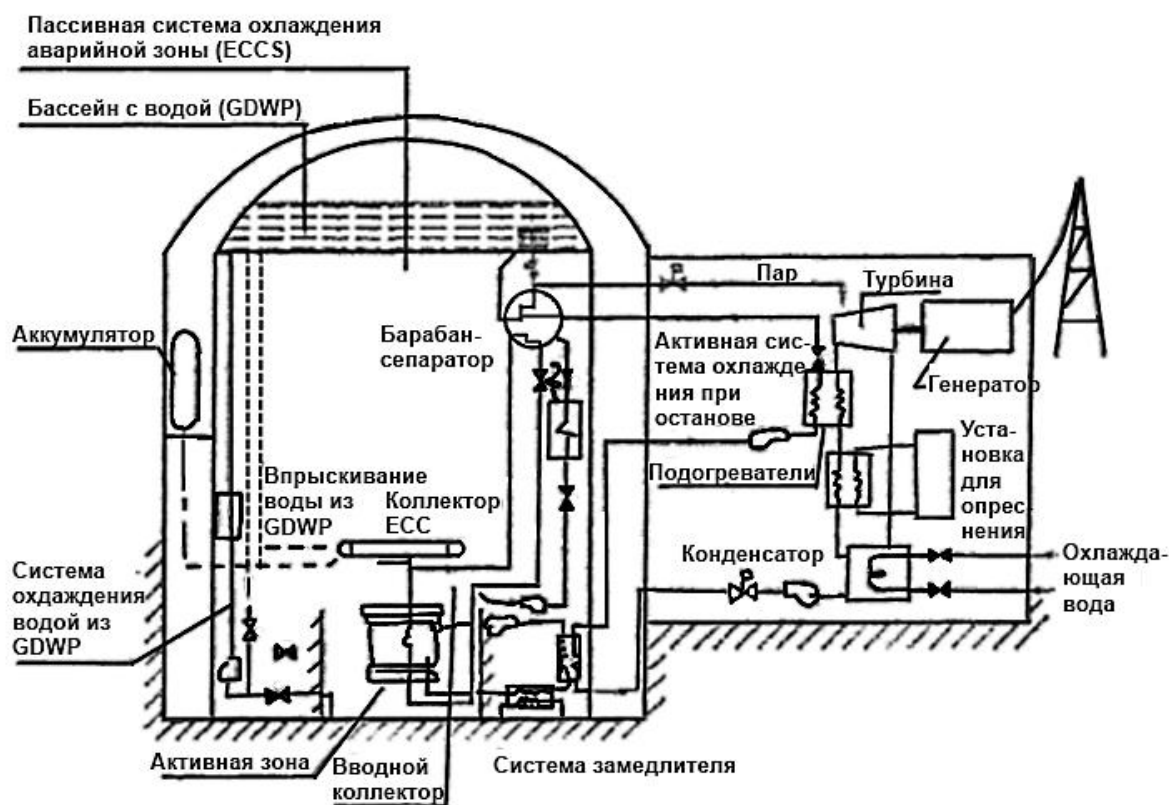 Пассивная система охлаждения
аварийной зоны (ECCS)
Бассейн с водой (GDWP)
Аккумулятор
Барабан-
сепаратор
Пар
Турбина
Активная сис-
тема охлажде
ния при
останове
Генератор
Подогреватели
Уста-
новка
для
опрес
нения
Впрыскивание
воды из
GDWP
Коллектор
ECC
Конденсатор
Охлажда-
ющая
вода
Система
охдаждения
водой из
GDWP
Активная зона
Вводной
коллектор
Система замедлителя